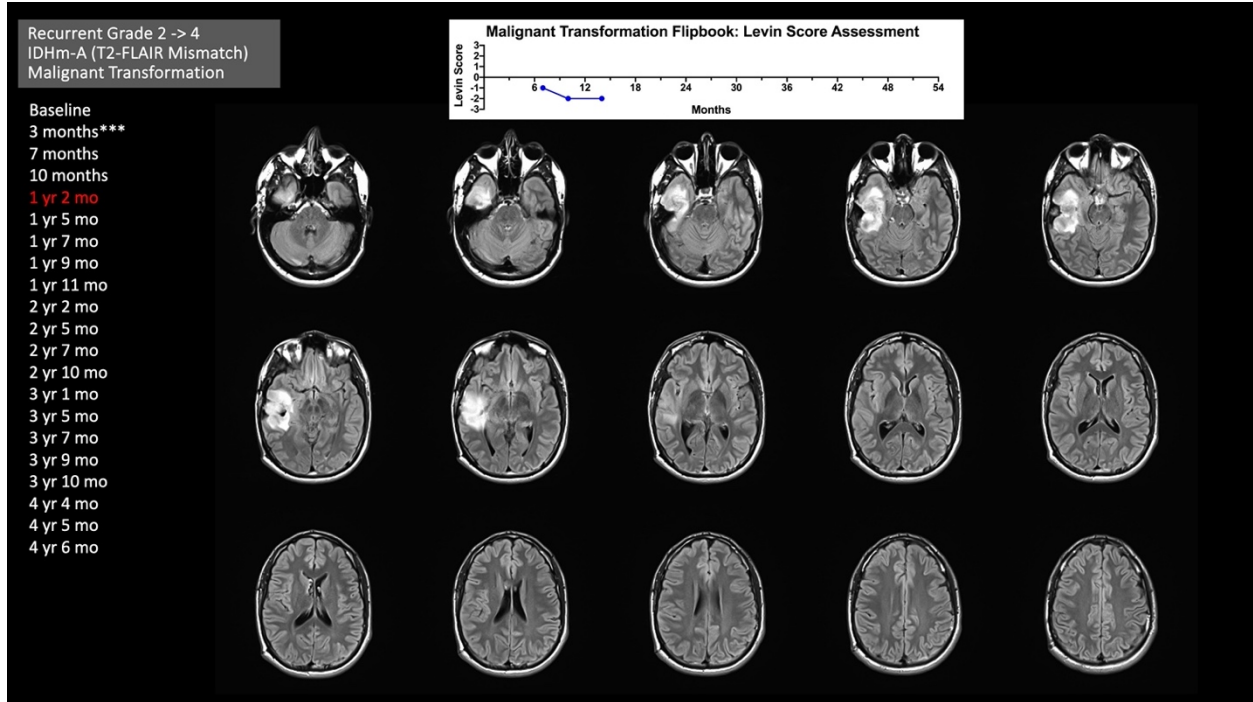 Recurrent Grade 2 -> 4
IDHm-A (T2-FLAIR Mismatch)
Malignant Transformation
Malignant Transformation Flipbook: Levin Score Assessment
Levin Score
3
2
1
0
-1
-2
-3
6 12 18 24 30 36 42 48 54
Months
Baseline
3 months***
7 months
10 months
1 yr 2 mo
1 yr 5 mo
1 yr 7 mo
1 yr 9 mo
1 yr 11 mo
2 yr 2 mo
2 yr 5 mo
2 yr 7 mo
2 yr 10 mo
3 yr 1 mo
3 yr 5 mo
3 yr 7 mo
3 yr 9 mo
3 yr 10 mo
4 yr 4 mo
4 yr 5 mo
4 yr 6 mo